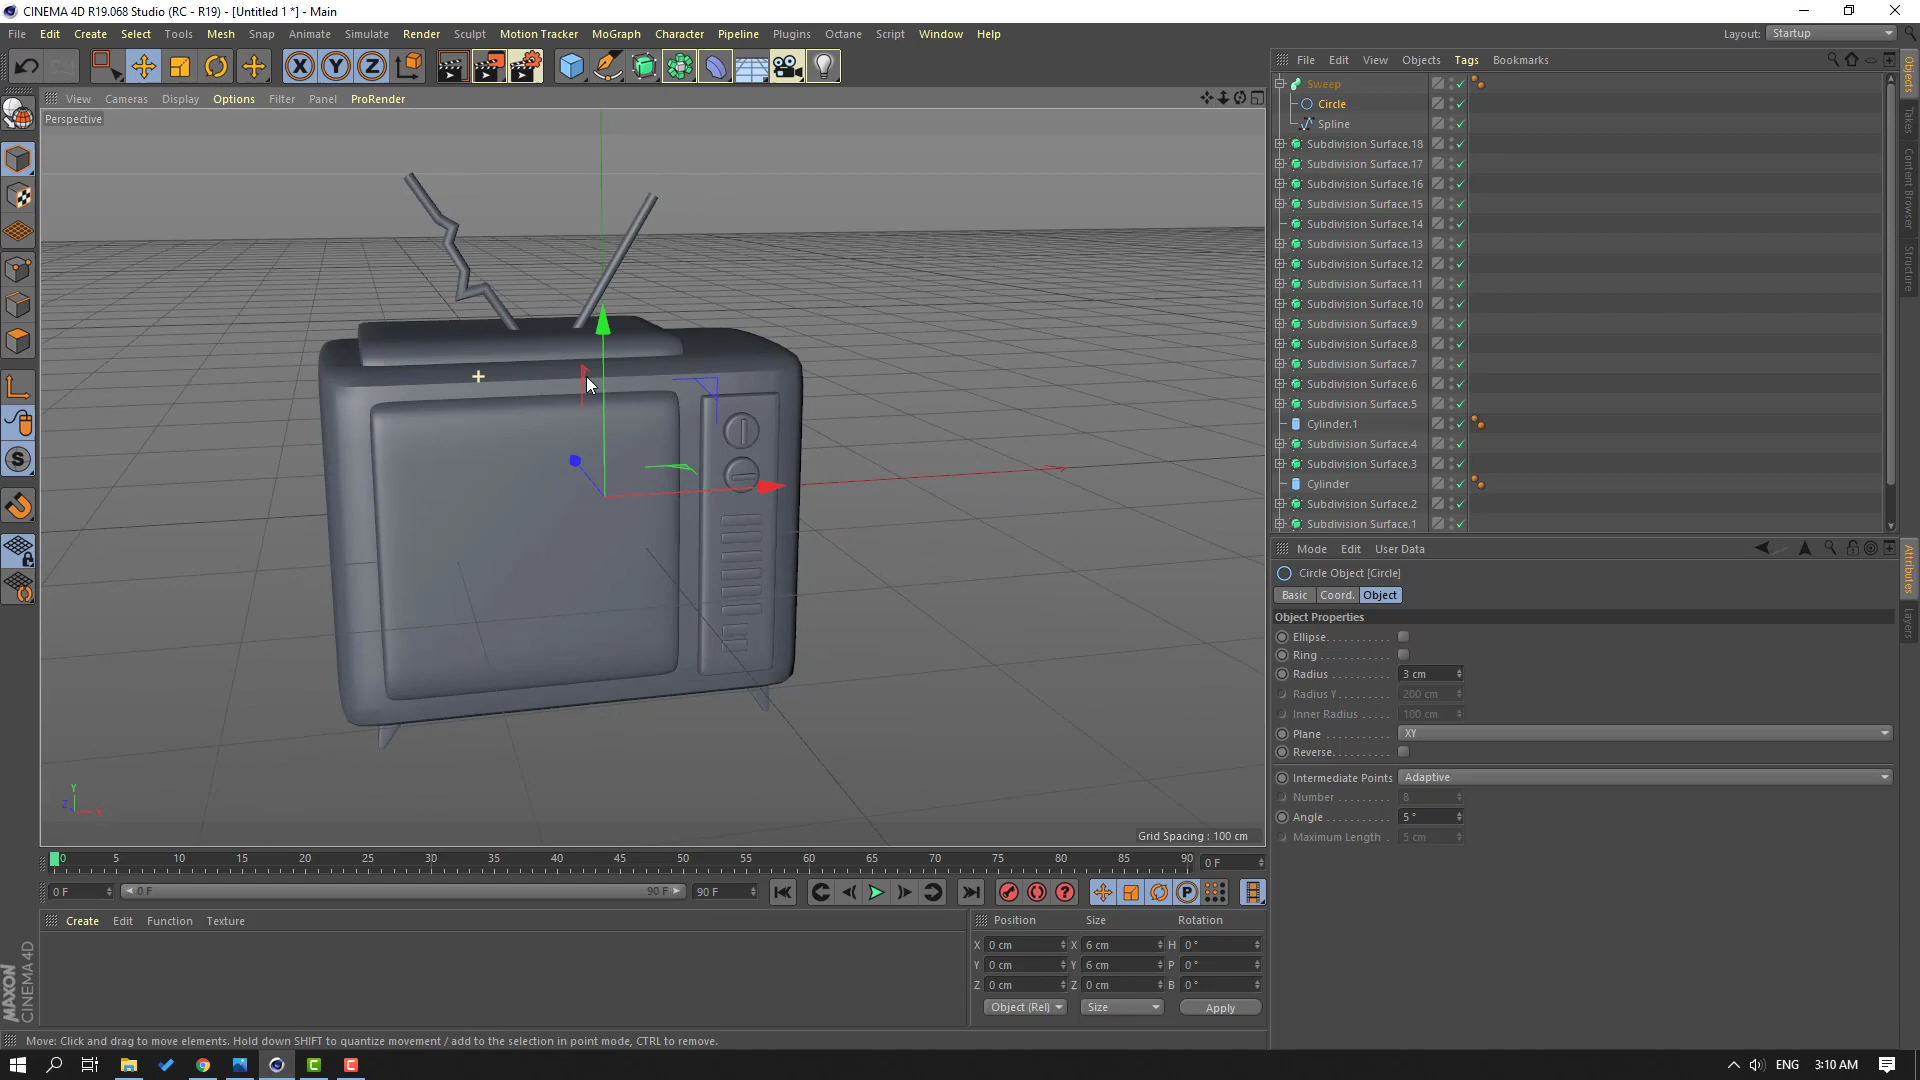 CINEMA 4D R19.068 Studio (RC - R19) - [Untitled 1 *] - Main
File Edit Create Select Tools Mesh Snap Animate Simulate Render Sculpt Motion Tracker MoGraph Character Pipeline Plugins Octane Script Window Help
Layout: Startup
X Y Z
File Edit View Objects Tags Bookmarks
View Cameras Display Options Filter Panel ProRender
Perspective
Sweep
Circle
Spline
Subdivision Surface.18
Subdivision Surface.17
Subdivision Surface.16
Subdivision Surface.15
Subdivision Surface.14
Subdivision Surface.13
Subdivision Surface.12
Subdivision Surface.11
Subdivision Surface.10
Subdivision Surface.9
Subdivision Surface.8
Subdivision Surface.7
Subdivision Surface.6
Subdivision Surface.5
Cylinder.1
Subdivision Surface.4
Subdivision Surface.3
Cylinder
Subdivision Surface.2
Subdivision Surface.1
Objects
Takes
Content Browser
Structure
Attributes
Layers
Mode Edit User Data
Circle Object [Circle]
Basic Coord. Object
Object Properties
Ellipse
Ring
Radius 3 cm
Radius Y 200 cm
Inner Radius 100 cm
Plane XY
Reverse
Intermediate Points Adaptive
Number 8
Angle 5 °
Maximum Length 5 cm
Y
Z X
Grid Spacing : 100 cm
0 5 10 15 20 25 30 35 40 45 50 55 60 65 70 75 80 85 90 0 F
0 F 0 F 90 F 90 F
Create Edit Function Texture
Position Size Rotation
X 0 cm X 6 cm H 0 °
Y 0 cm Y 6 cm P 0 °
Z 0 cm Z 0 cm B 0 °
Object (Rel) Size Apply
MAXON
CINEMA 4D
Move: Click and drag to move elements. Hold down SHIFT to quantize movement / add to the selection in point mode, CTRL to remove.
ENG 3:10 AM